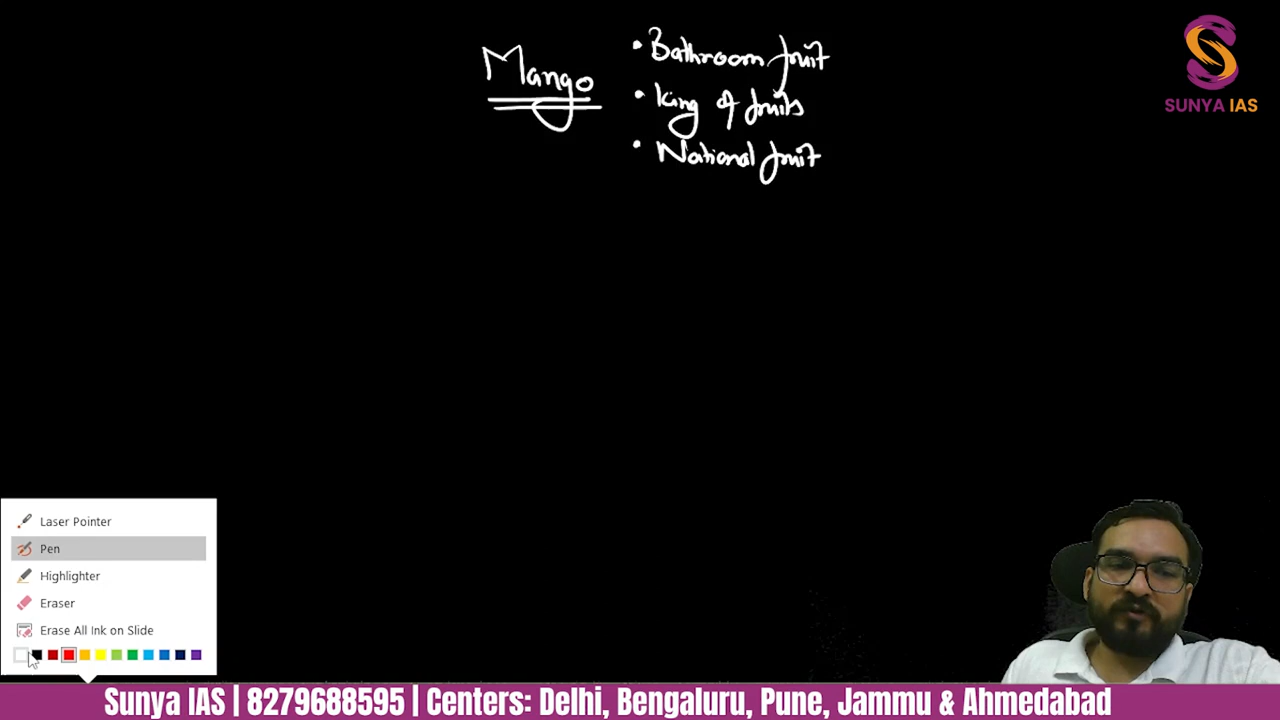 Mango
• Bathroom fruit
• King of fruits
• National fruit
SUNYA IAS
Laser Pointer
Pen
Highlighter
Eraser
Erase All Ink on Slide
Sunya IAS | 8279688595 | Centers: Delhi, Bengaluru, Pune, Jammu & Ahmedabad